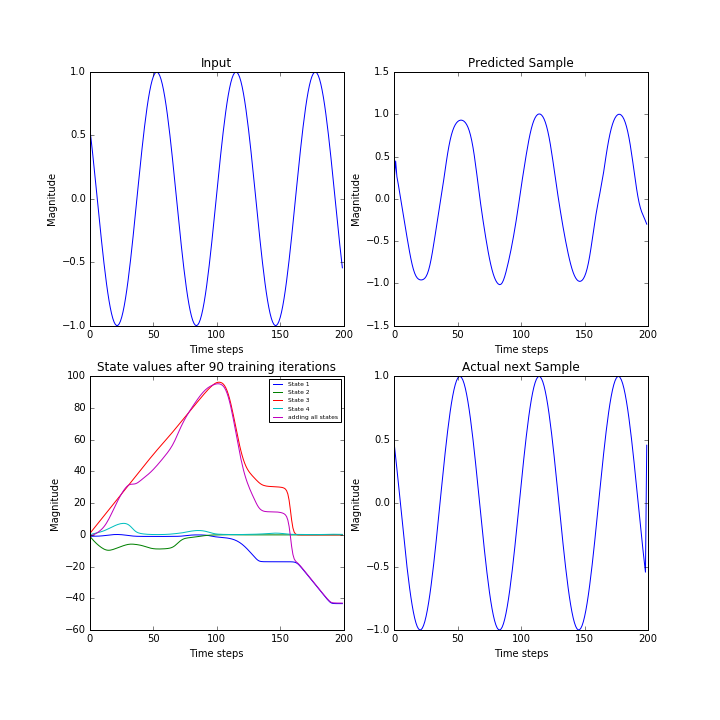 Input
1.0
0.5
0.0
−0.5
−1.0
Magnitude
0 50 100 150 200
Time steps
Predicted Sample
1.5
1.0
0.5
0.0
−0.5
−1.0
−1.5
Magnitude
0 50 100 150 200
Time steps
State values after 90 training iterations
100
80
60
40
20
0
−20
−40
−60
Magnitude
State 1
State 2
State 3
State 4
adding all states
0 50 100 150 200
Time steps
Actual next Sample
1.0
0.5
0.0
−0.5
−1.0
Magnitude
0 50 100 150 200
Time steps